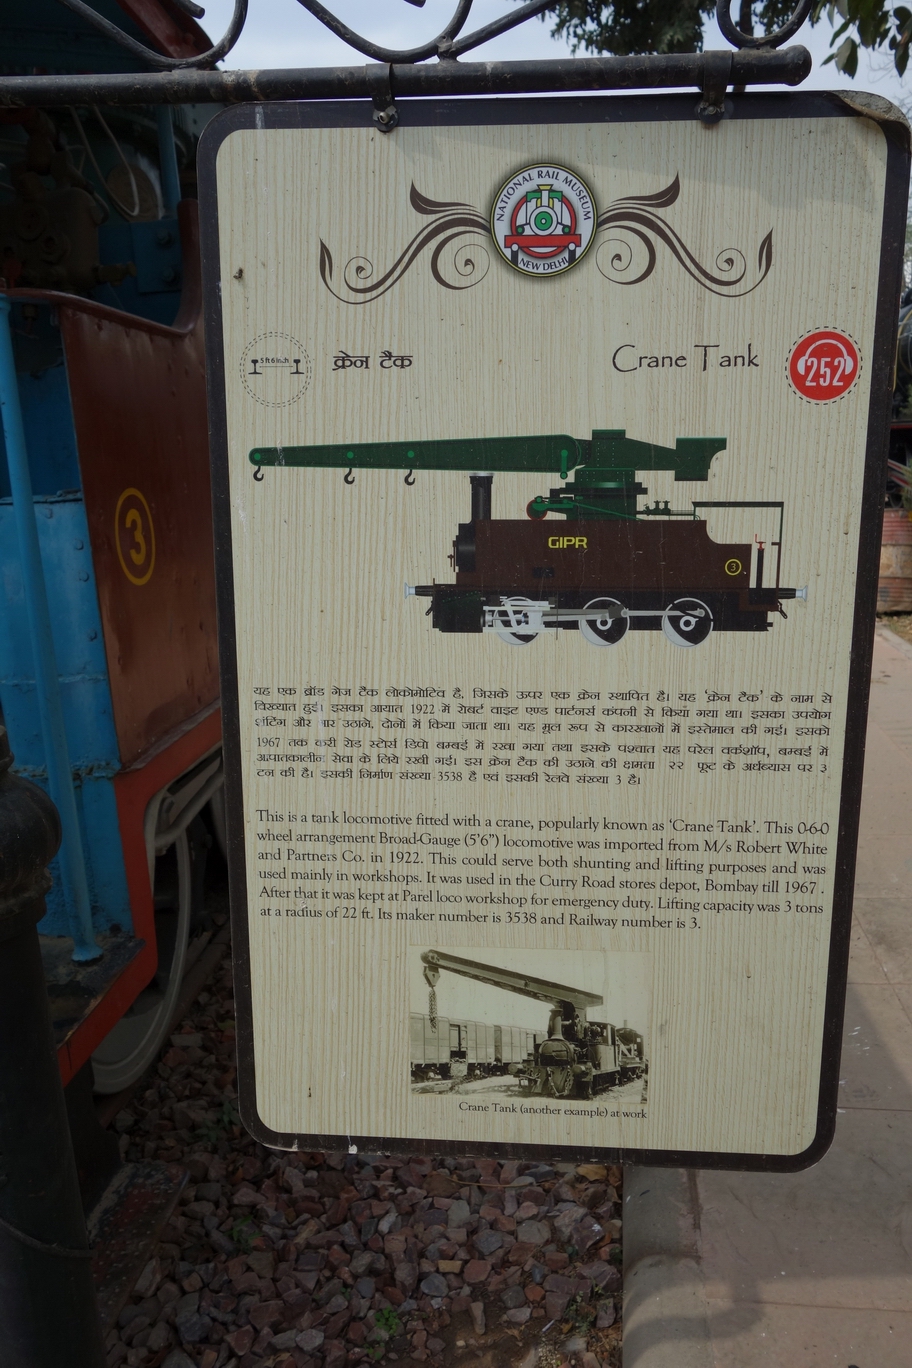 NATIONAL RAIL MUSEUM
NEW DELHI
5 ft 6 inch
क्रेन टैंक
Crane Tank
252
GIPR
3
3
यह एक ब्रॉड गेज टैंक लोकोमोटिव है, जिसके ऊपर एक क्रेन स्थापित है। यह ‘क्रेन टैंक’ के नाम से
विख्यात हुई। इसका आयात 1922 में रोबर्ट वाइट एण्ड पार्टनर्स कंपनी से किया गया था। इसका उपयोग
शंटिंग और भार उठाने, दोनों में किया जाता था। यह मूल रूप से कारखानों में इस्तेमाल की गई। इसको
1967 तक करी रोड स्टोर्स डिपो बम्बई में रखा गया तथा इसके पश्चात यह परेल वर्कशॉप, बम्बई में
आपातकालीन सेवा के लिये रखी गई। इस क्रेन टैंक की उठाने की क्षमता २२ फूट के अर्धव्यास पर ३
टन की है। इसकी निर्माण संख्या 3538 है एवं इसकी रेलवे संख्या 3 है।
This is a tank locomotive fitted with a crane, popularly known as ‘Crane Tank’. This 0-6-0
wheel arrangement Broad-Gauge (5’6”) locomotive was imported from M/s Robert White
and Partners Co. in 1922. This could serve both shunting and lifting purposes and was
used mainly in workshops. It was used in the Curry Road stores depot, Bombay till 1967 .
After that it was kept at Parel loco workshop for emergency duty. Lifting capacity was 3 tons
at a radius of 22 ft. Its maker number is 3538 and Railway number is 3.
Crane Tank (another example) at work